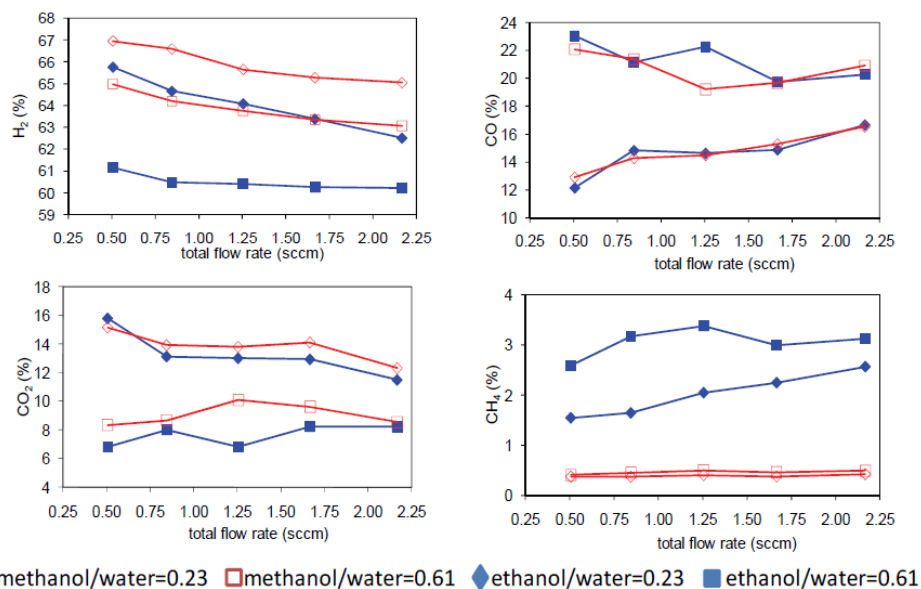 68
67
66
65
64
63
62
61
60
59
H₂ (%)
0.25 0.50 0.75 1.00 1.25 1.50 1.75 2.00 2.25
total flow rate (sccm)
24
22
20
18
16
14
12
10
CO (%)
0.25 0.50 0.75 1.00 1.25 1.50 1.75 2.00 2.25
total flow rate (sccm)
18
16
14
12
10
8
6
4
CO₂ (%)
0.25 0.50 0.75 1.00 1.25 1.50 1.75 2.00 2.25
total flow rate (sccm)
4
3
2
1
0
CH₄ (%)
0.25 0.50 0.75 1.00 1.25 1.50 1.75 2.00 2.25
total flow rate (sccm)
methanol/water=0.23 methanol/water=0.61 ethanol/water=0.23 ethanol/water=0.61